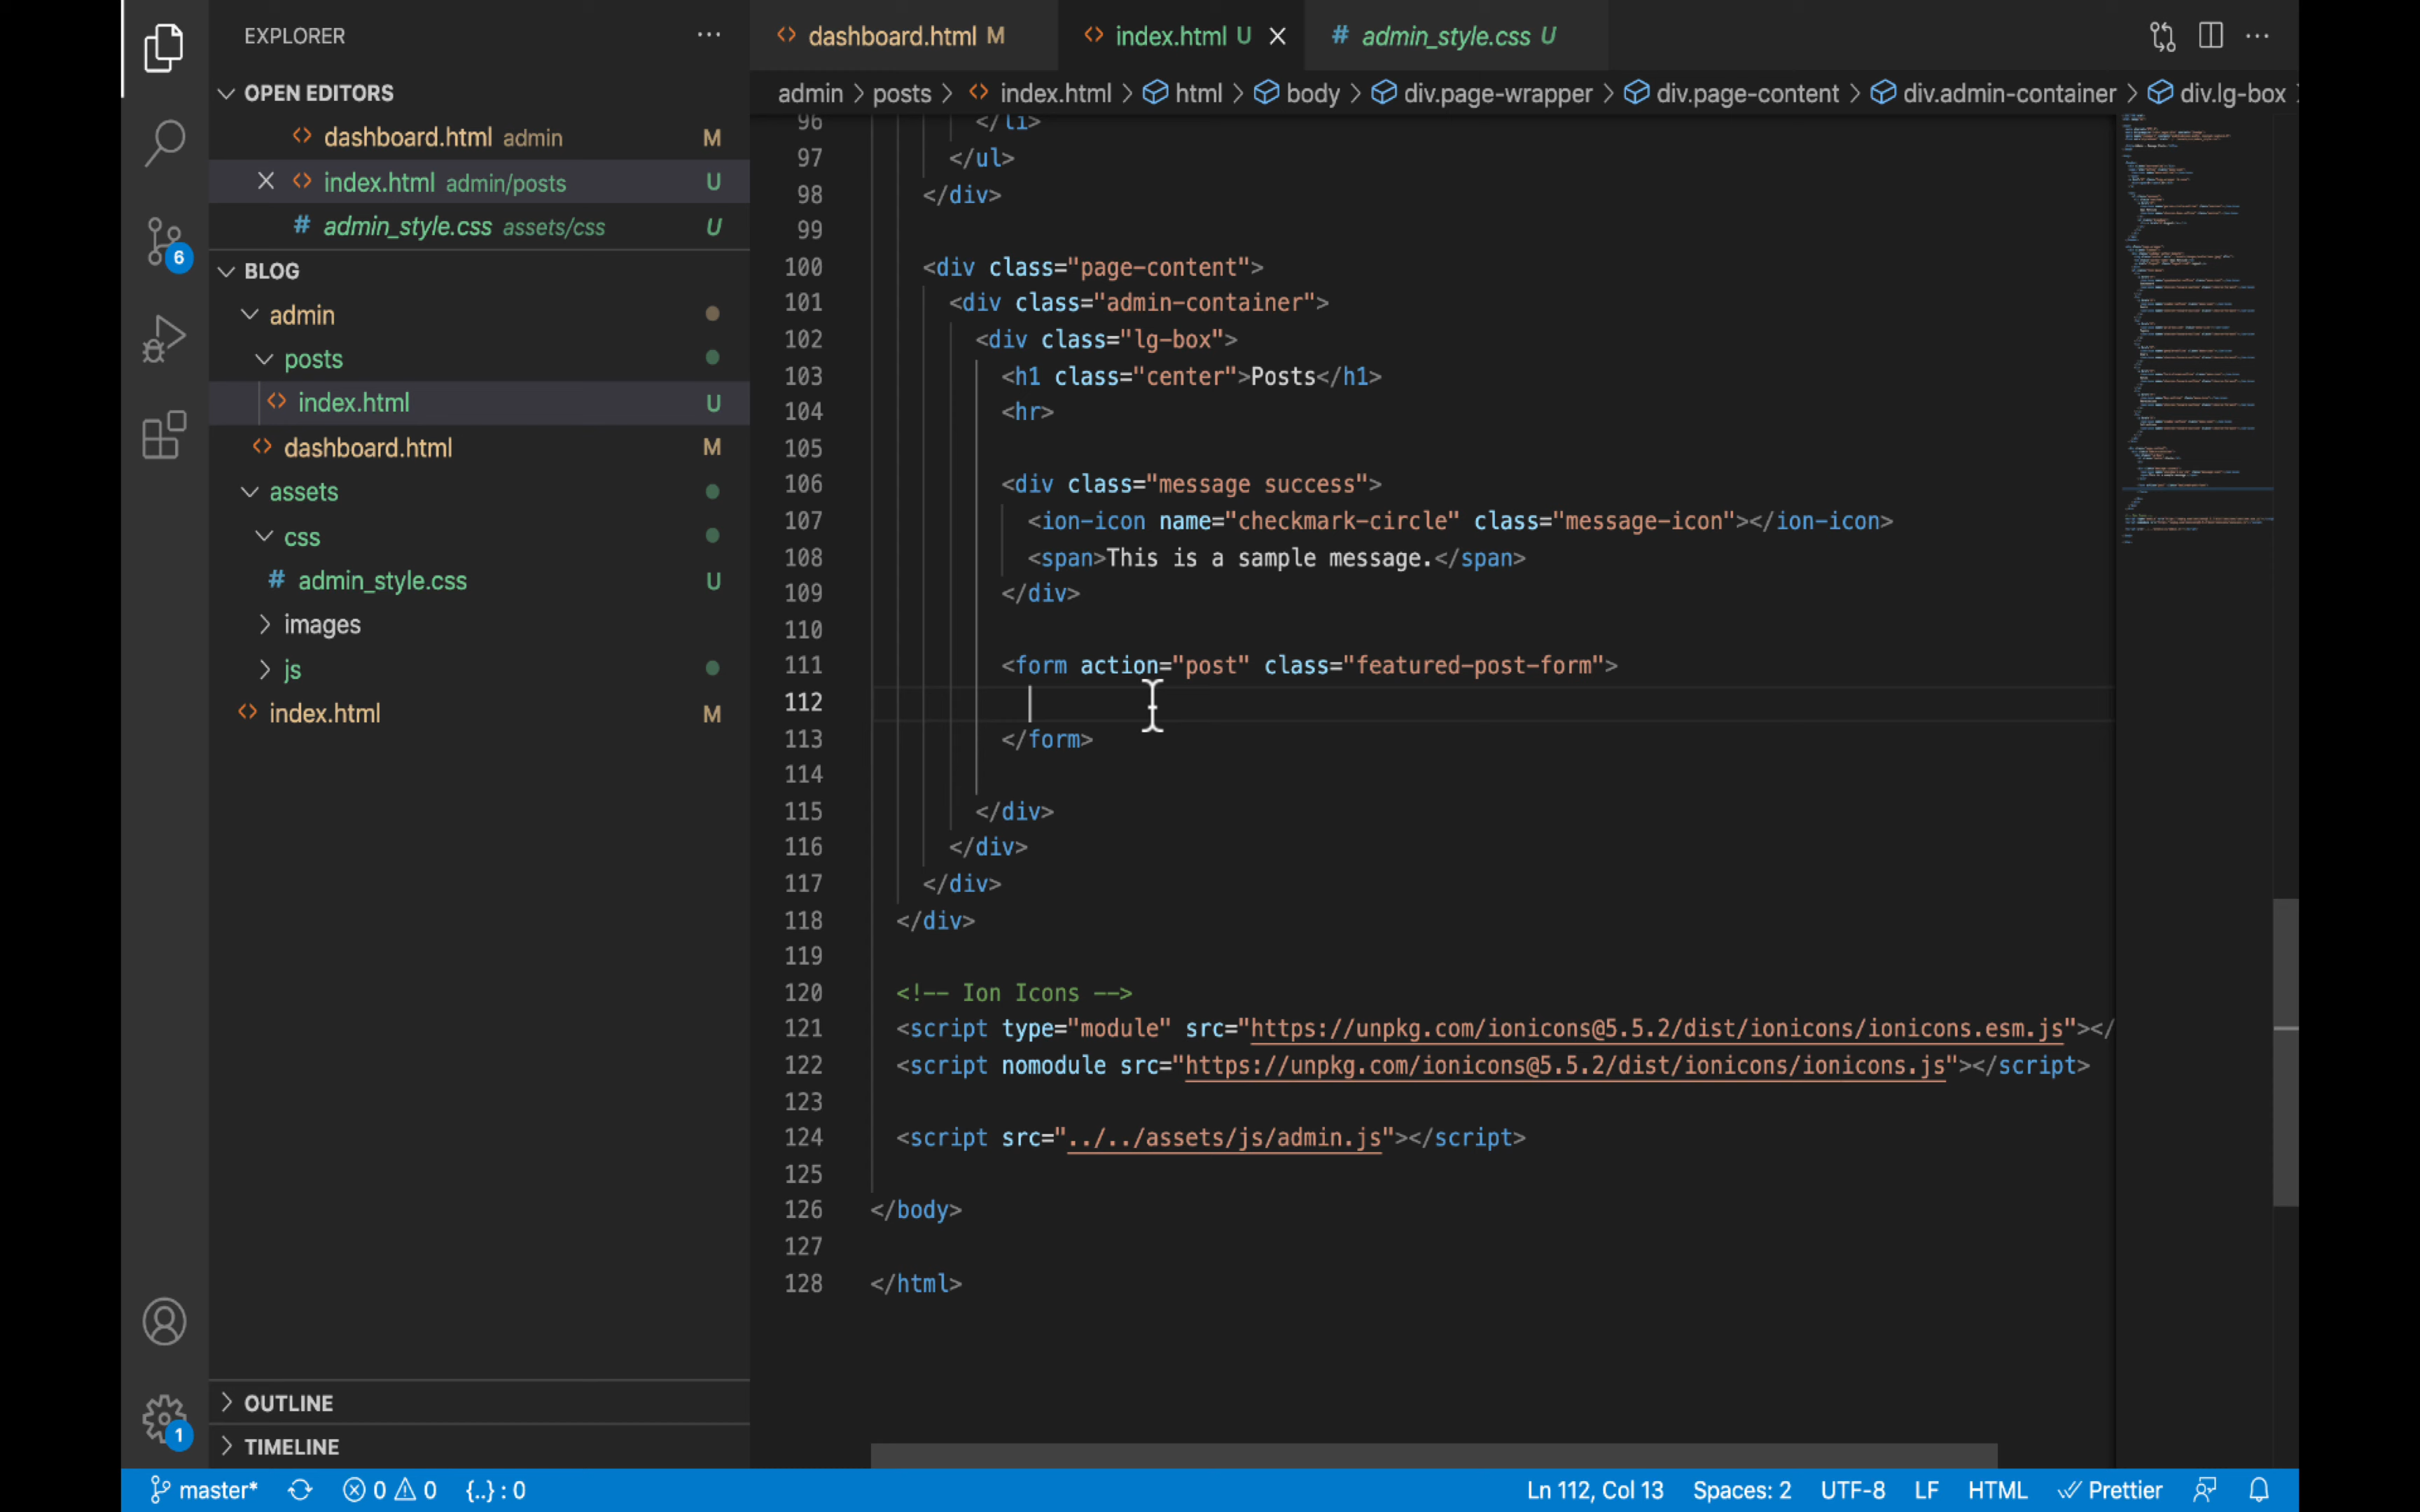 EXPLORER
OPEN EDITORS
dashboard.html admin M
index.html admin/posts U
admin_style.css assets/css U
BLOG
admin
posts
index.html U
dashboard.html M
assets
css
admin_style.css U
images
js
index.html M
OUTLINE
TIMELINE
6
1
dashboard.html M
index.html U
admin_style.css U
admin > posts > index.html > html > body > div.page-wrapper > div.page-content > div.admin-container > div.lg-box
96 </li>
97 </ul>
98 </div>
99
100 <div class="page-content">
101 <div class="admin-container">
102 <div class="lg-box">
103 <h1 class="center">Posts</h1>
104 <hr>
105
106 <div class="message success">
107 <ion-icon name="checkmark-circle" class="message-icon"></ion-icon>
108 <span>This is a sample message.</span>
109 </div>
110
111 <form action="post" class="featured-post-form">
112
113 </form>
114
115 </div>
116 </div>
117 </div>
118 </div>
119
120 <!-- Ion Icons -->
121 <script type="module" src="https://unpkg.com/ionicons@5.5.2/dist/ionicons/ionicons.esm.js"></
122 <script nomodule src="https://unpkg.com/ionicons@5.5.2/dist/ionicons/ionicons.js"></script>
123
124 <script src="../../assets/js/admin.js"></script>
125
126 </body>
127
128 </html>
master* 0 0 {..} : 0 Ln 112, Col 13 Spaces: 2 UTF-8 LF HTML Prettier